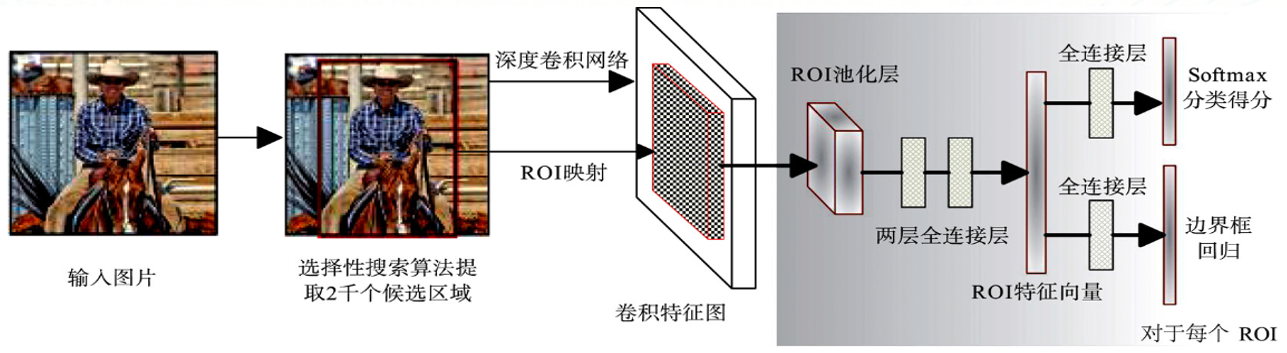 输入图片
选择性搜索算法提
取2千个候选区域
深度卷积网络
ROI映射
卷积特征图
ROI池化层
两层全连接层
ROI特征向量
全连接层
Softmax
分类得分
全连接层
边界框
回归
对于每个 ROI